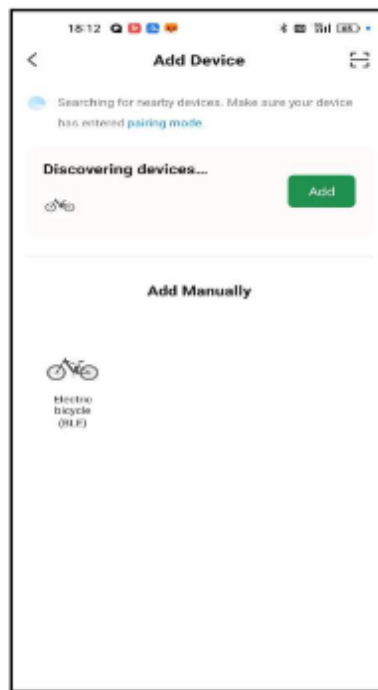 18:12
Add Device
Searching for nearby devices. Make sure your device
has entered pairing mode
Discovering devices...
Add
Add Manually
Electric
bicycle
(BLE)